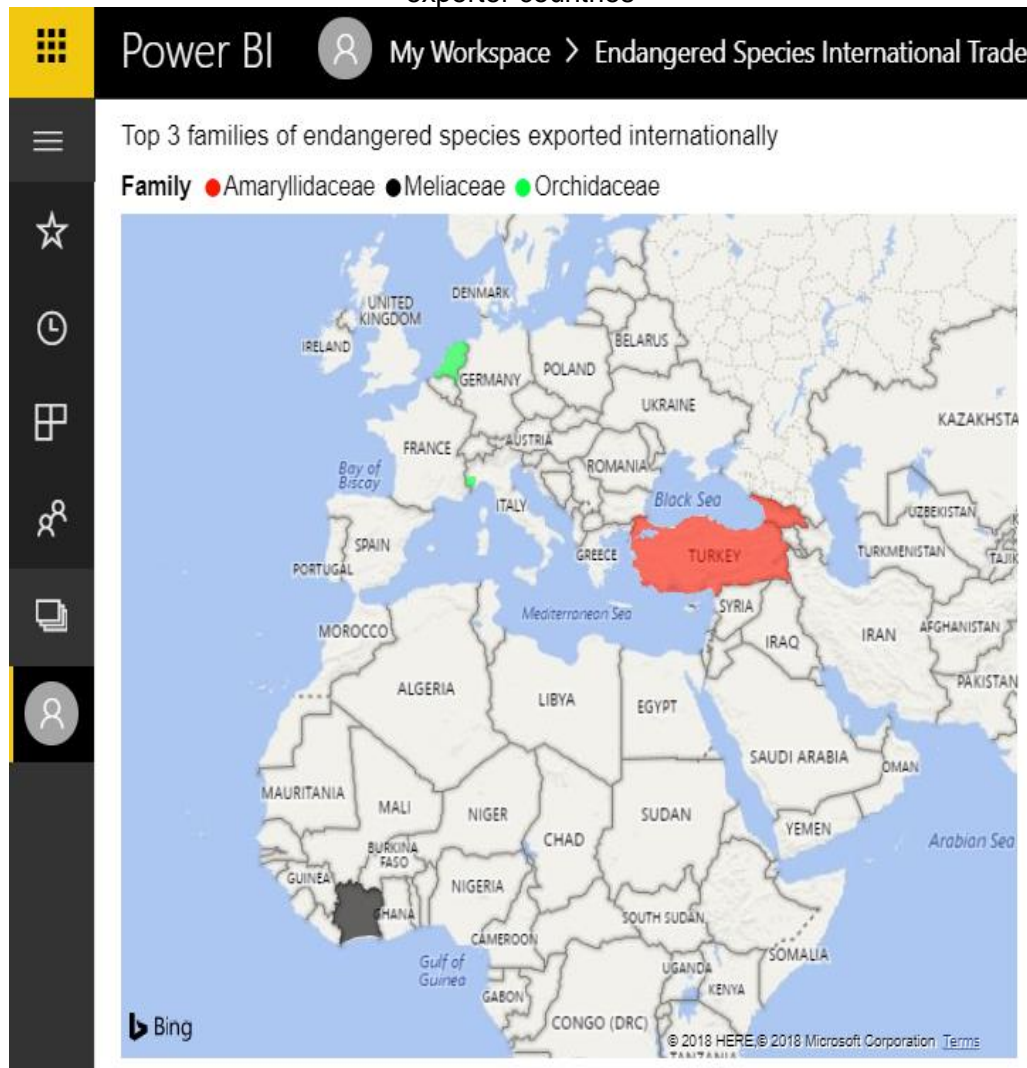 exporter countries
Power BI
My Workspace > Endangered Species International Trade
Top 3 families of endangered species exported internationally
Family Amaryllidaceae Meliaceae Orchidaceae
UNITED
KINGDOM
DENMARK
IRELAND
BELARUS
POLAND
GERMANY
UKRAINE
KAZAKHSTA
FRANCE
AUSTRIA
ROMANIA
Bay of
Biscay
ITALY
Black Sea
UZBEKISTAN
SPAIN
GREECE
TURKEY
TURKMENISTAN
TAJIK
PORTUGAL
Mediterranean Sea
SYRIA
MOROCCO
IRAQ
IRAN
AFGHANISTAN
ALGERIA
LIBYA
EGYPT
PAKISTAN
SAUDI ARABIA
OMAN
MAURITANIA
MALI
NIGER
SUDAN
YEMEN
CHAD
Arabian Sea
BURKINA
FASO
GUINEA
NIGERIA
GHANA
SOUTH SUDAN
CAMEROON
SOMALIA
Gulf of
Guinea
UGANDA
KENYA
GABON
CONGO (DRC)
Bing
© 2018 HERE,© 2018 Microsoft Corporation Terms
TANZANIA